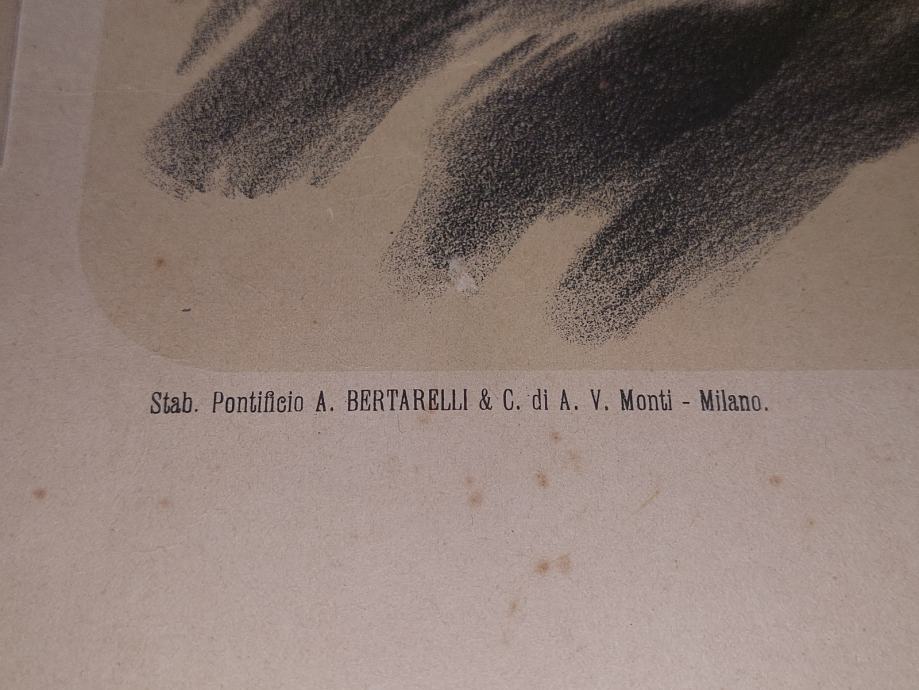 Stab. Pontificio A. BERTARELLI & C. di A. V. Monti - Milano.